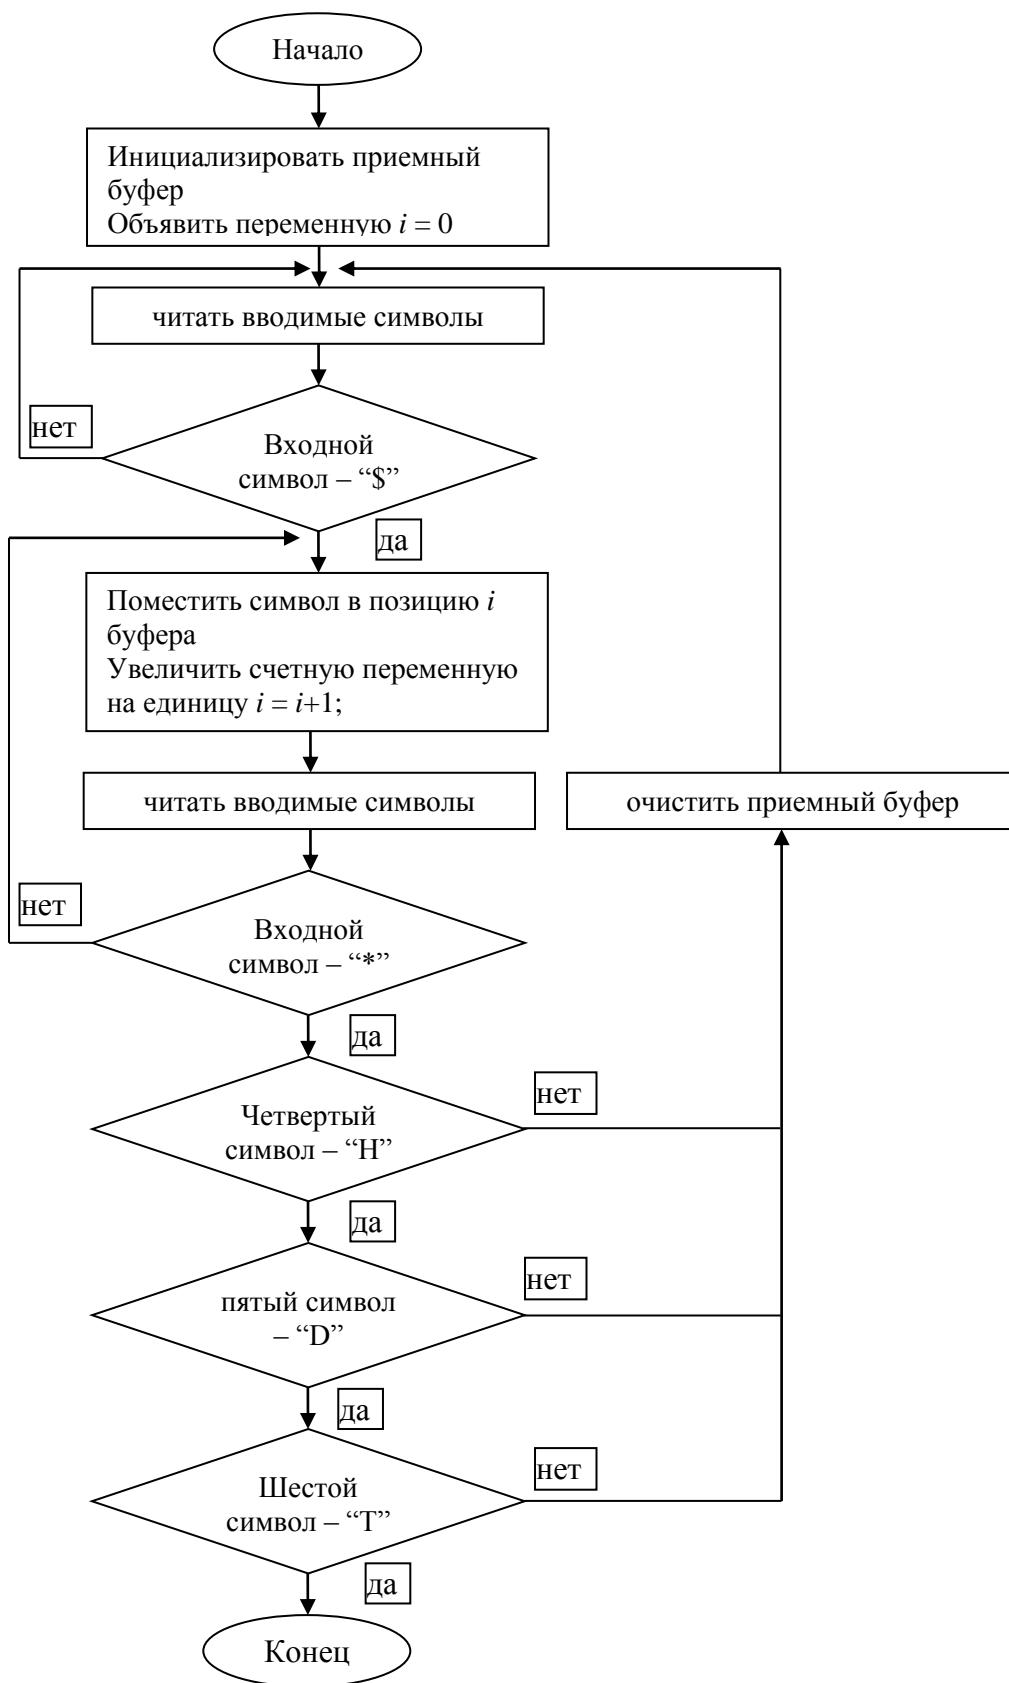 Начало
Инициализировать приемный
буфер
Объявить переменную i = 0
читать вводимые символы
нет
Входной
символ – “$”
да
Поместить символ в позицию i
буфера
Увеличить счетную переменную
на единицу i = i+1;
читать вводимые символы
очистить приемный буфер
нет
Входной
символ – “*”
да
Четвертый
символ – “H”
нет
да
пятый символ
– “D”
нет
да
Шестой
символ – “T”
нет
да
Конец